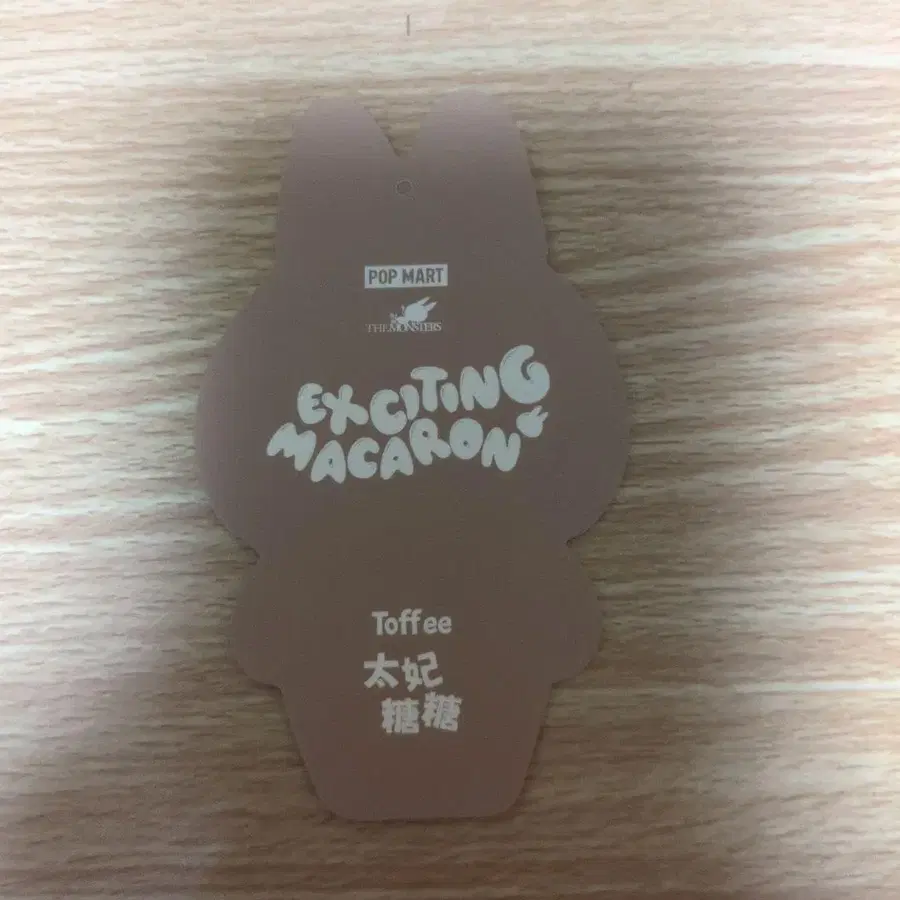 POP MART
THE MONSTERS
EXCITING
MACARON
Toffee
太妃
糖糖